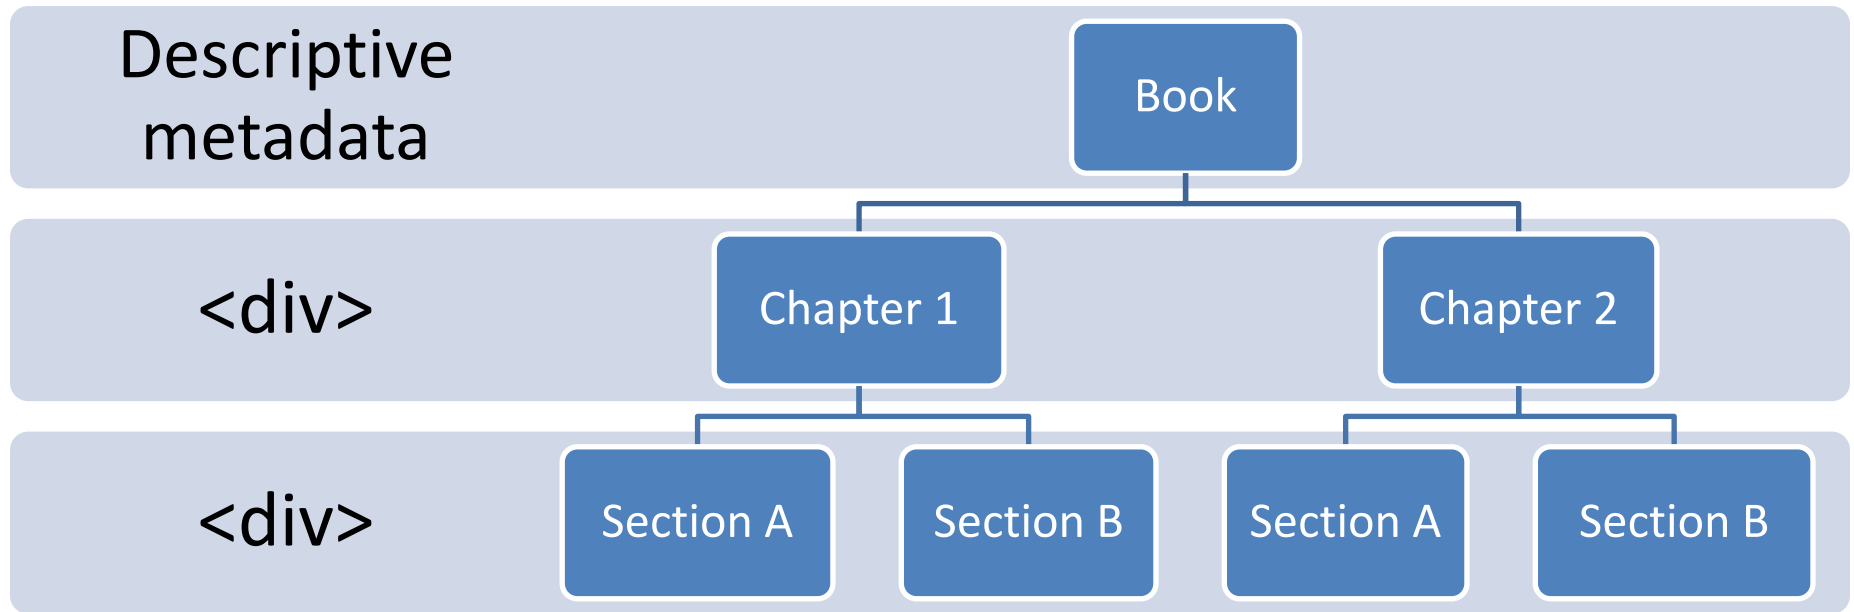 Descriptive
metadata
Book
<div>
Chapter 1
Chapter 2
<div>
Section A
Section B
Section A
Section B